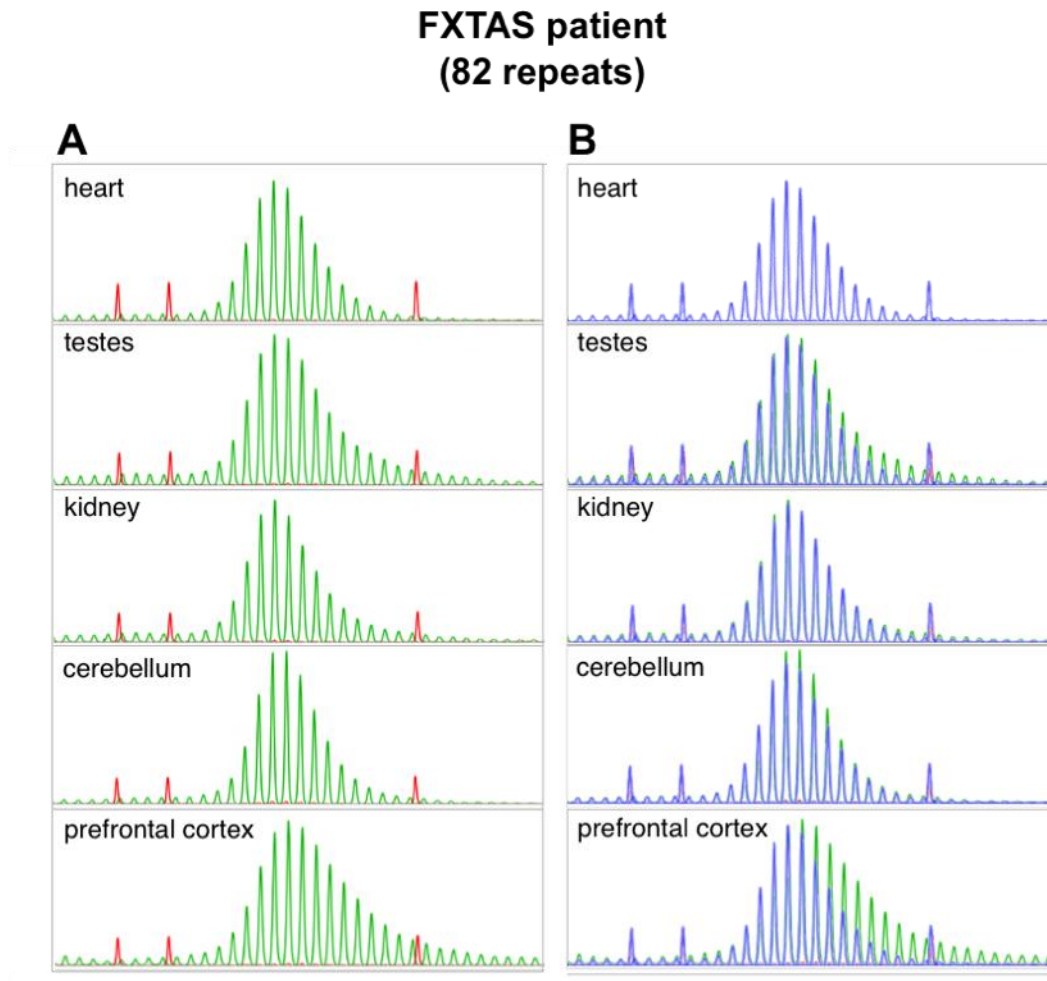 FXTAS patient
(82 repeats)
A
B
heart
heart
testes
testes
kidney
kidney
cerebellum
cerebellum
prefrontal cortex
prefrontal cortex